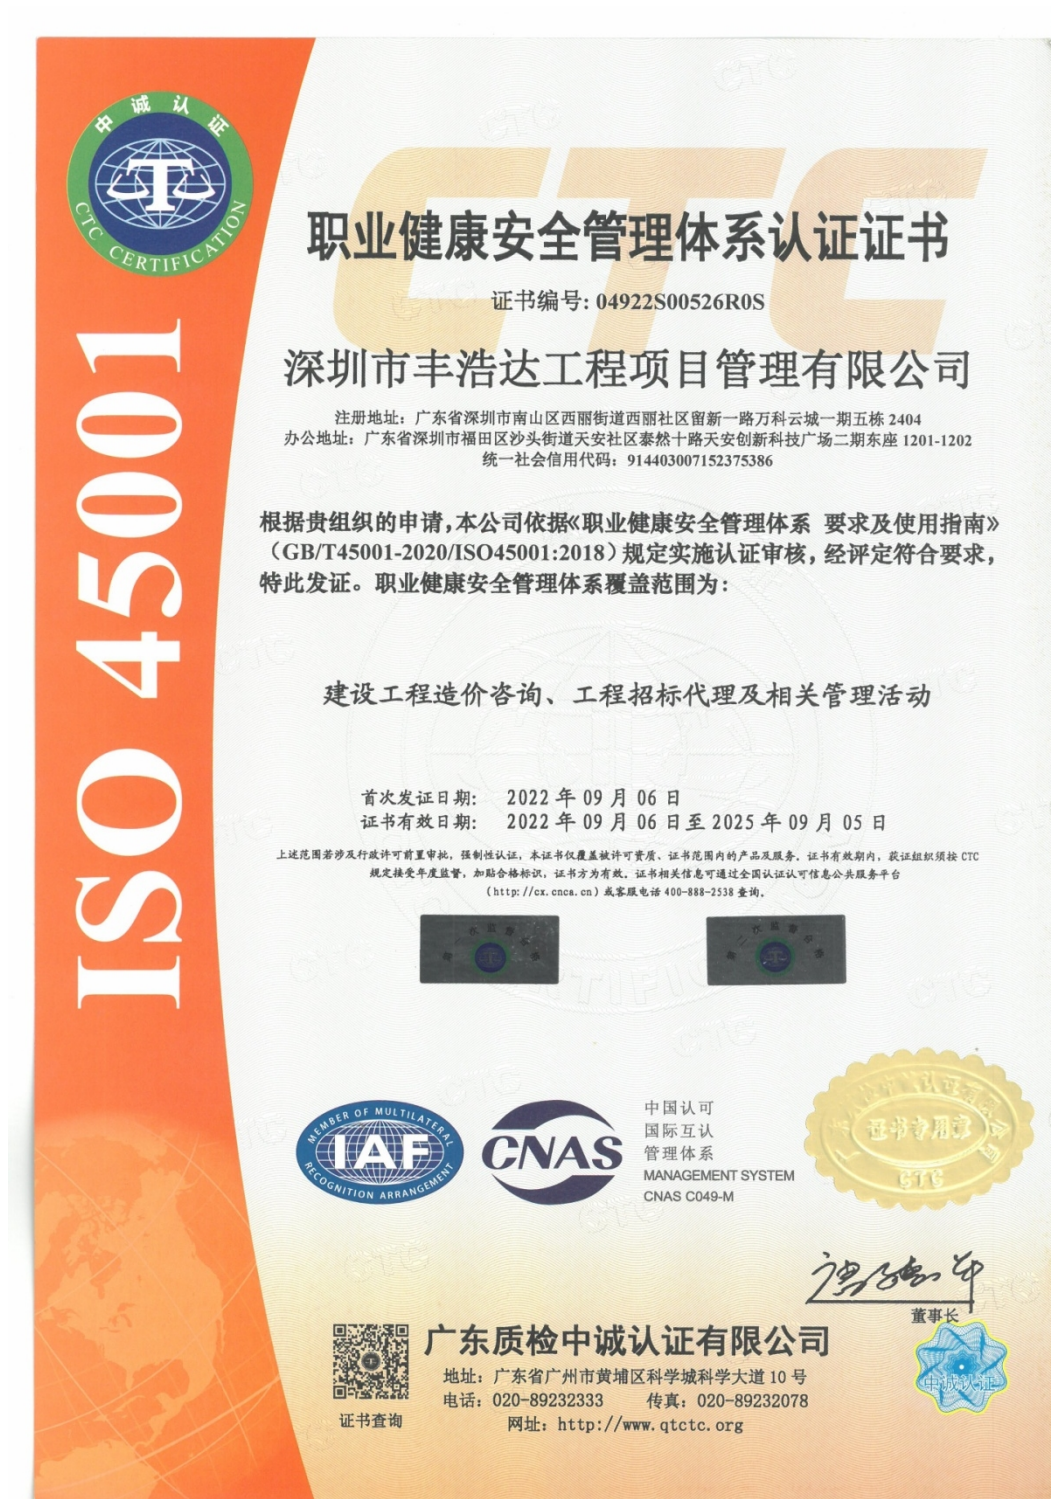 中诚认证
CTC CERTIFICATION
ISO 45001
CTC
职业健康安全管理体系认证证书
证书编号: 04922S00526R0S
深圳市丰浩达工程项目管理有限公司
注册地址：广东省深圳市南山区西丽街道西丽社区留新一路万科云城一期五栋 2404
办公地址：广东省深圳市福田区沙头街道天安社区泰然十路天安创新科技广场二期东座 1201-1202
统一社会信用代码：914403007152375386
根据贵组织的申请,本公司依据《职业健康安全管理体系 要求及使用指南》
（GB/T45001-2020/ISO45001:2018）规定实施认证审核，经评定符合要求，
特此发证。职业健康安全管理体系覆盖范围为：
建设工程造价咨询、工程招标代理及相关管理活动
首次发证日期： 2022 年 09 月 06 日
证书有效日期： 2022 年 09 月 06 日至 2025 年 09 月 05 日
上述范围若涉及行政许可前置审批，强制性认证，本证书仅覆盖被许可资质、证书范围内的产品及服务。证书有效期内，获证组织须按 CTC
规定接受年度监督，加贴合格标识，证书方为有效。证书相关信息可通过全国认证认可信息公共服务平台
（http://cx.cnca.cn）或客服电话 400-888-2538 查询。
MEMBER OF MULTILATERAL
IAF
RECOGNITION ARRANGEMENT
CNAS
中国认可
国际互认
管理体系
MANAGEMENT SYSTEM
CNAS C049-M
证书专用章
CTC
董事长
中诚认证
广东质检中诚认证有限公司
地址：广东省广州市黄埔区科学城科学大道 10 号
电话：020-89232333 传真：020-89232078
网址：http://www.qtctc.org
证书查询